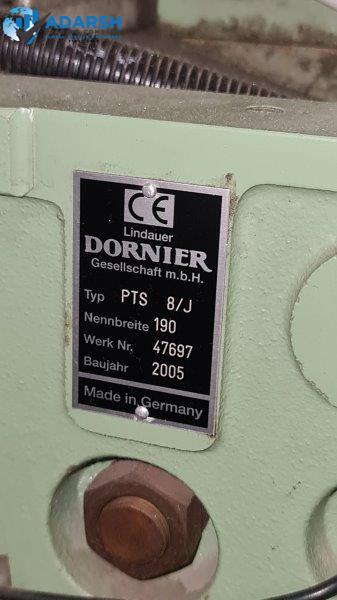 ADARSH
CE
Lindauer
DORNIER
Gesellschaft m.b.H.
Typ PTS 8/J
Nennbreite 190
Werk Nr. 47697
Baujahr 2005
Made in Germany